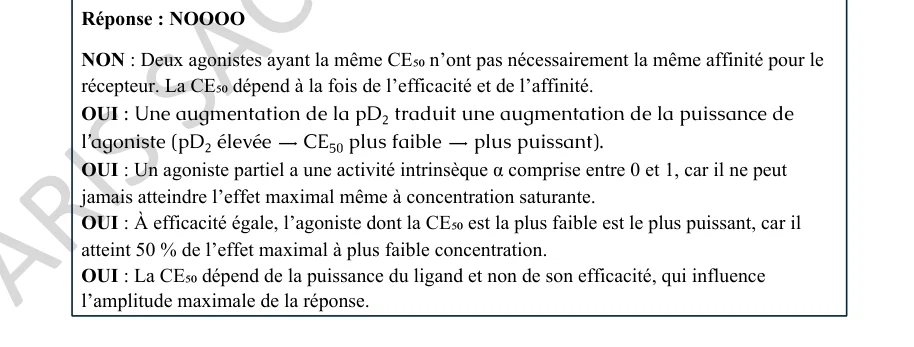 Réponse : NOOOO
NON : Deux agonistes ayant la même CE₅₀ n’ont pas nécessairement la même affinité pour le
récepteur. La CE₅₀ dépend à la fois de l’efficacité et de l’affinité.
OUI : Une augmentation de la pD₂ traduit une augmentation de la puissance de
l’agoniste (pD₂ élevée — CE₅₀ plus faible — plus puissant).
OUI : Un agoniste partiel a une activité intrinsèque α comprise entre 0 et 1, car il ne peut
jamais atteindre l’effet maximal même à concentration saturante.
OUI : À efficacité égale, l’agoniste dont la CE₅₀ est la plus faible est le plus puissant, car il
atteint 50 % de l’effet maximal à plus faible concentration.
OUI : La CE₅₀ dépend de la puissance du ligand et non de son efficacité, qui influence
l’amplitude maximale de la réponse.